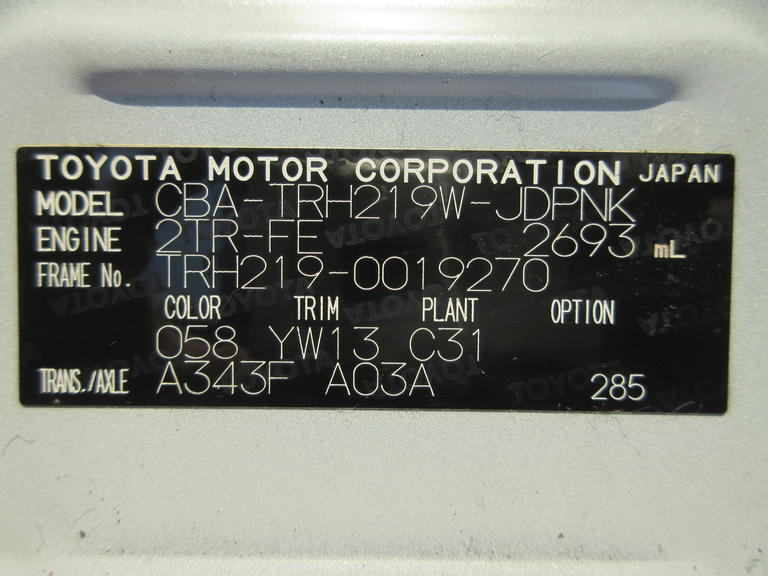 TOYOTA MOTOR CORPORATION JAPAN
MODEL CBA-TRH219W-JDPNK
ENGINE 2TR-FE 2693 mL
FRAME No. TRH219-0019270
COLOR TRIM PLANT OPTION
058 YW13 C31
TRANS./AXLE A343F A03A 285